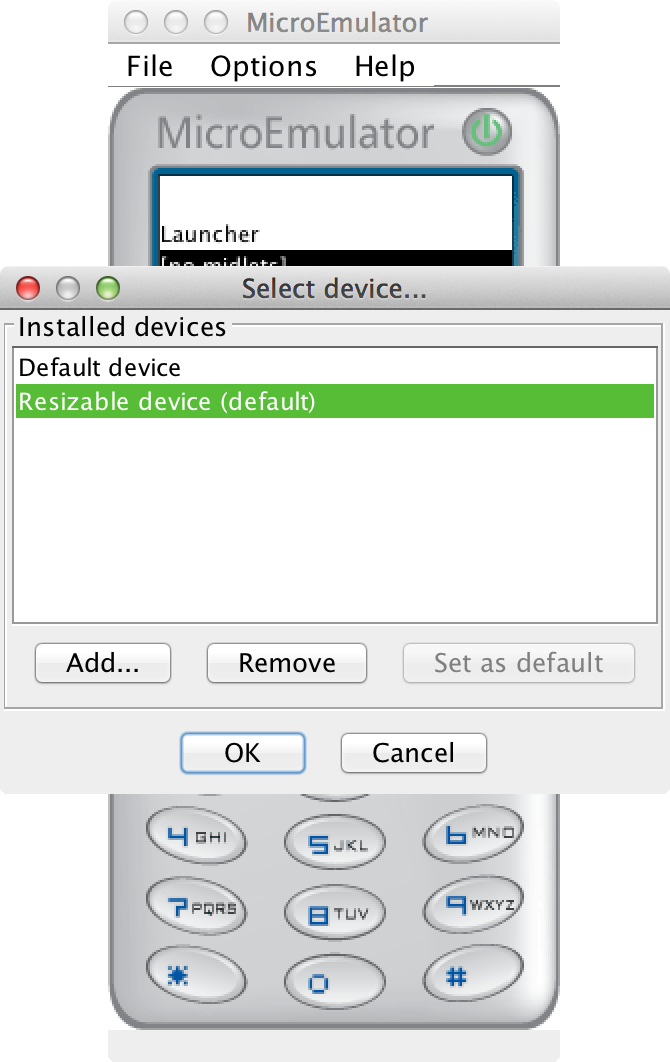 MicroEmulator
File Options Help
MicroEmulator
Launcher
[no midlets]
Select device...
Installed devices
Default device
Resizable device (default)
Add... Remove Set as default
OK Cancel
4 GHI 5 JKL 6 MNO
7 PQRS 8 TUV 9 WXYZ
* 0 #